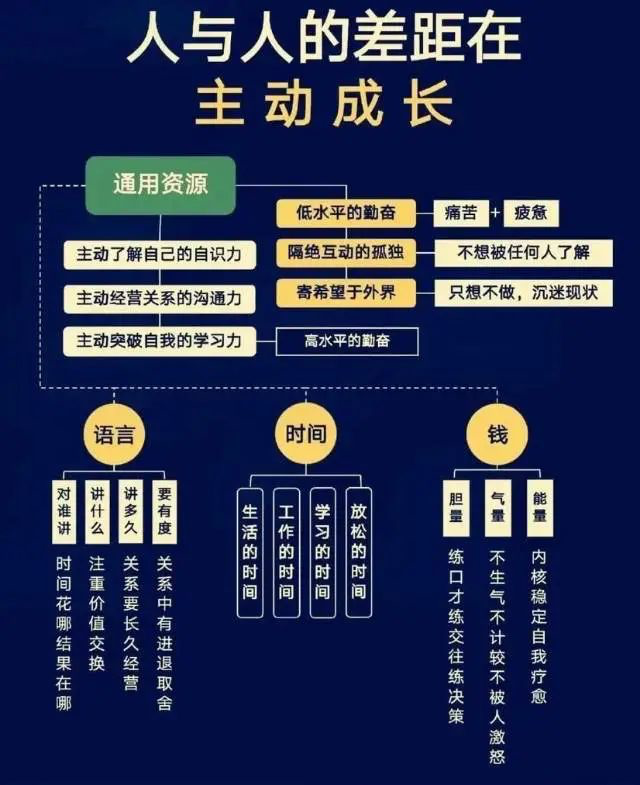 人与人的差距在
主动成长
通用资源
低水平的勤奋
痛苦
+
疲惫
主动了解自己的自识力
隔绝互动的孤独
不想被任何人了解
主动经营关系的沟通力
寄希望于外界
只想不做，沉迷现状
主动突破自我的学习力
高水平的勤奋
语言
时间
钱
对谁讲
时间花哪结果在哪
讲什么
注重价值交换
讲多久
关系要长久经营
要有度
关系中有进退取舍
生活的时间
工作的时间
学习的时间
放松的时间
胆量
练口才练交往练决策
气量
不生气不计较不被人激怒
能量
内核稳定自我疗愈